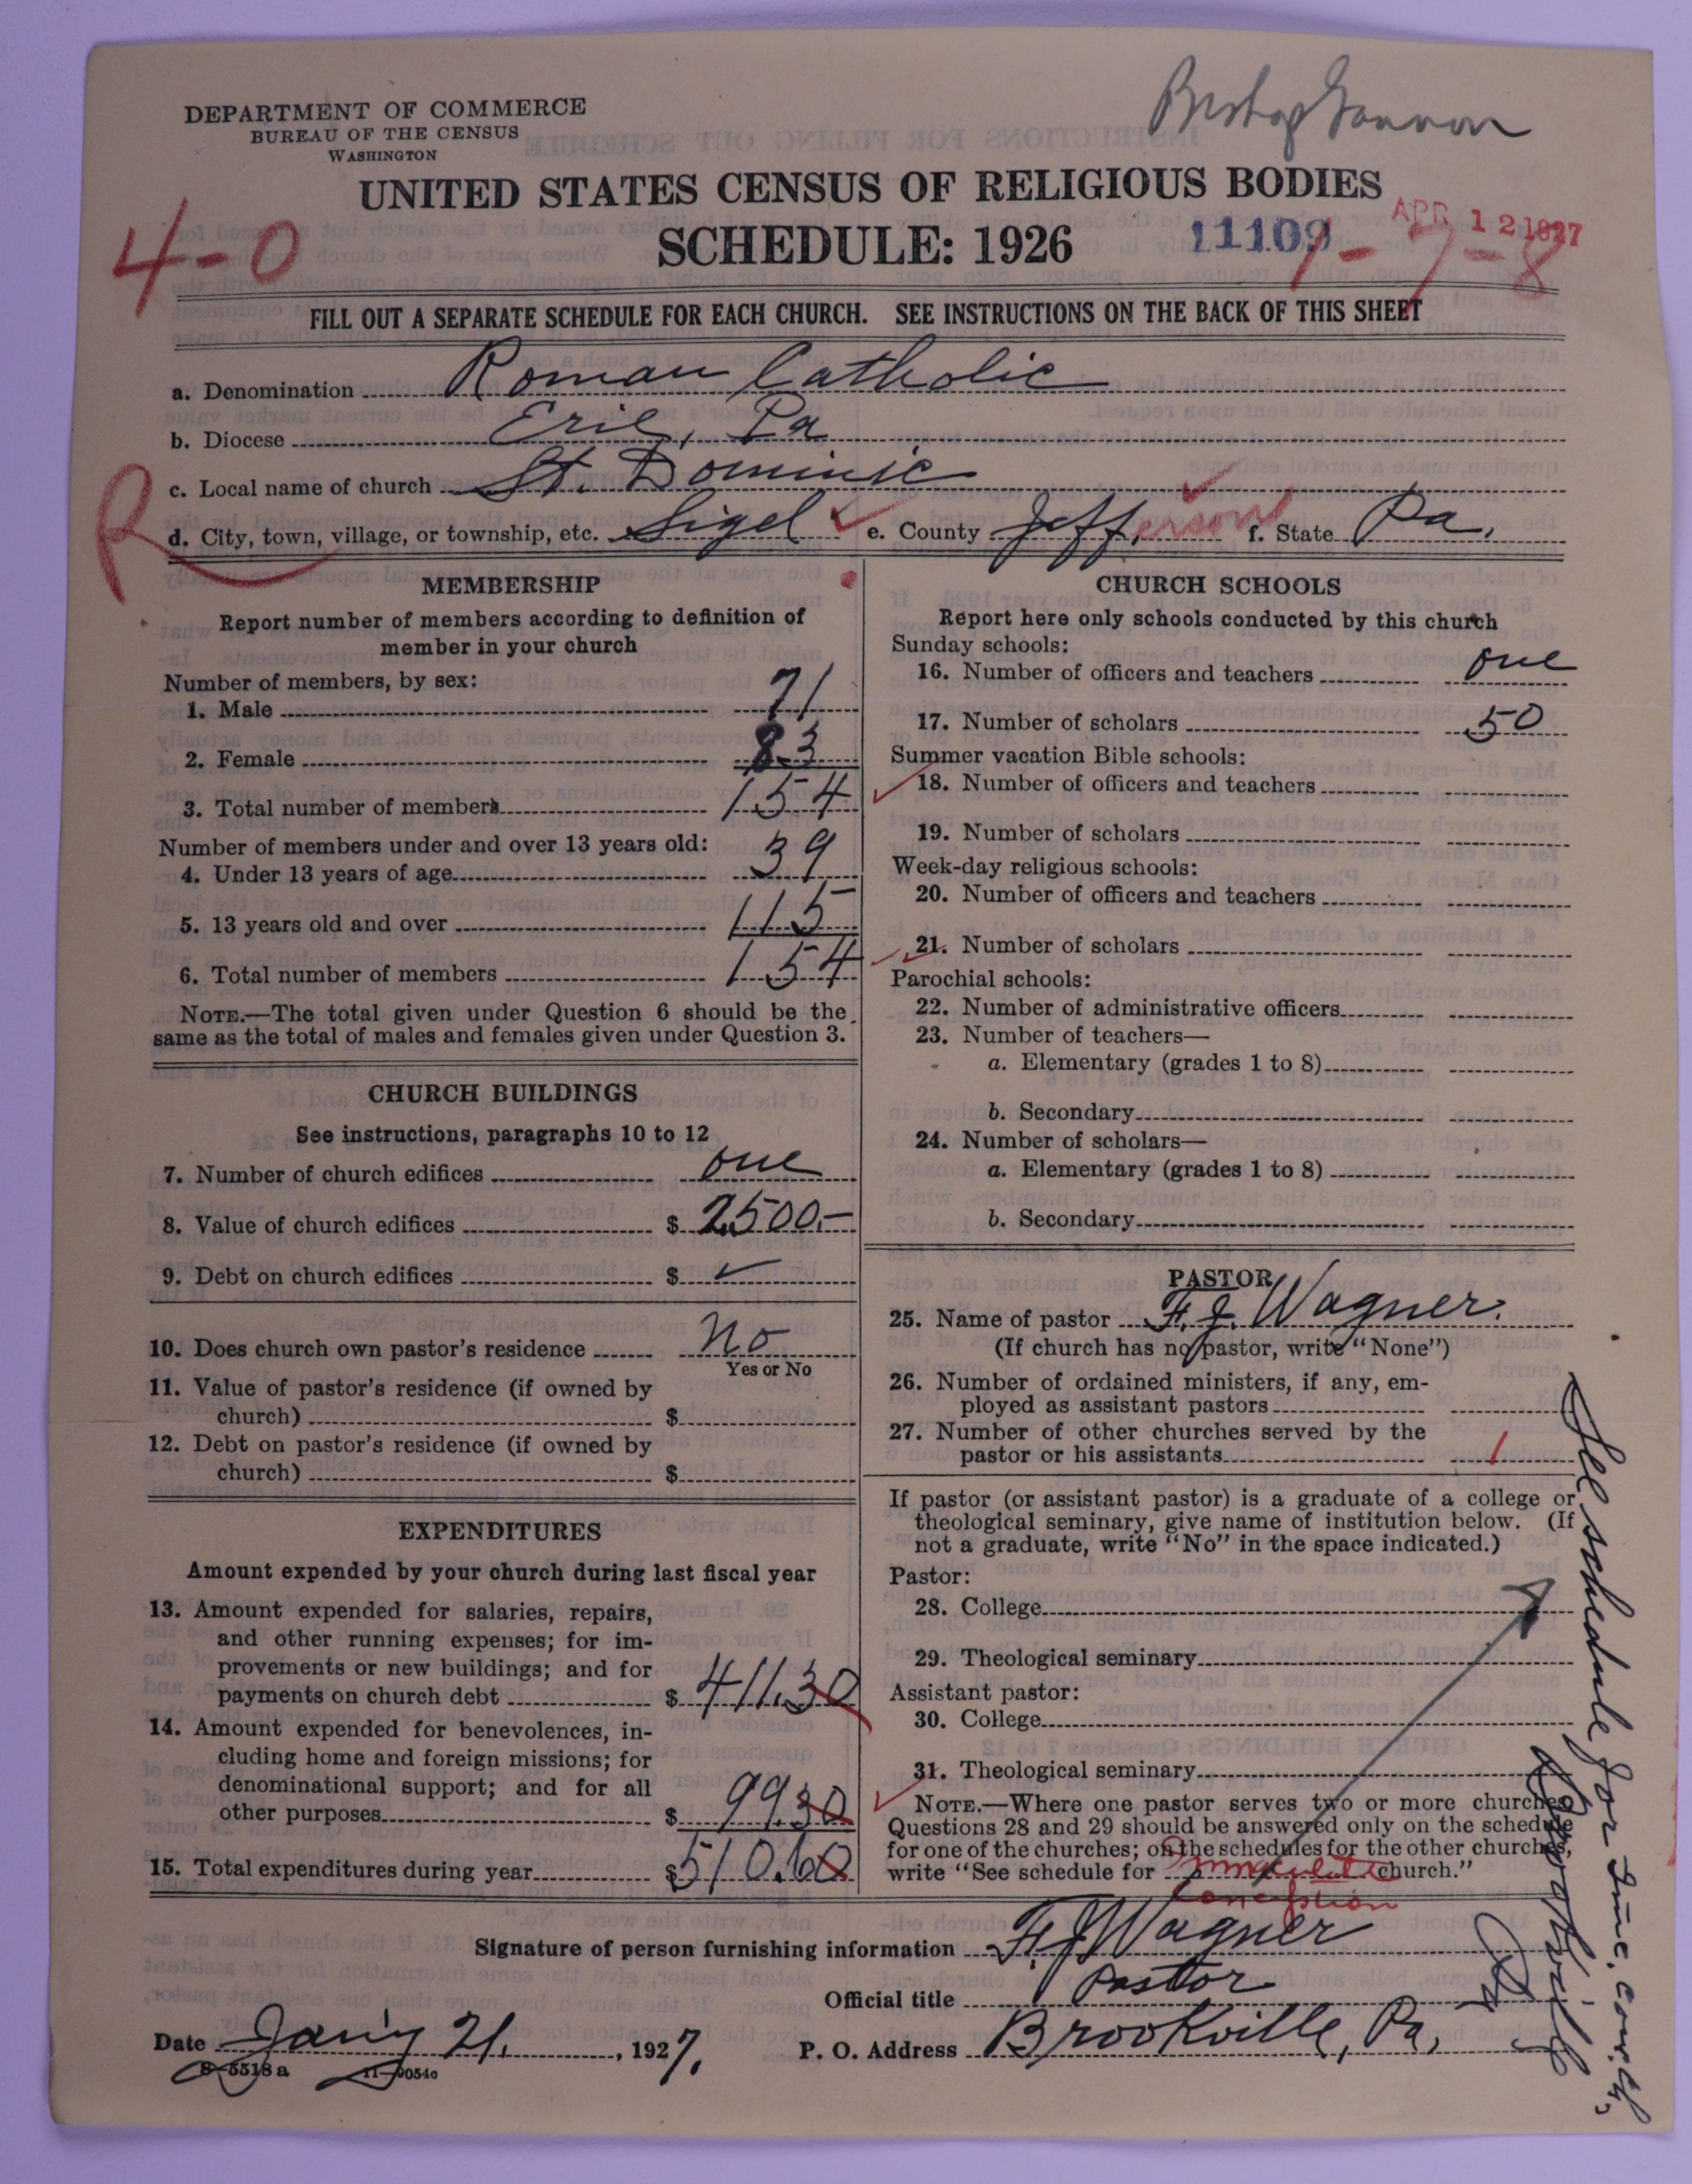 Bishop Gannon
DEPARTMENT OF COMMERCE
BUREAU OF THE CENSUS
WASHINGTON
UNITED STATES CENSUS OF RELIGIOUS BODIES
SCHEDULE: 1926
11109
APR 12 1927
4-0
1-7-8
FILL OUT A SEPARATE SCHEDULE FOR EACH CHURCH. SEE INSTRUCTIONS ON THE BACK OF THIS SHEET
a. Denomination Roman Catholic
b. Diocese Erie, Pa
c. Local name of church St. Dominic
R
d. City, town, village, or township, etc. Sigel e. County Jefferson f. State Pa.
MEMBERSHIP
Report number of members according to definition of
member in your church
Number of members, by sex:
1. Male 71
2. Female 83
3. Total number of members 154
Number of members under and over 13 years old:
4. Under 13 years of age 39
5. 13 years old and over 115
6. Total number of members 154
NOTE.—The total given under Question 6 should be the
same as the total of males and females given under Question 3.
CHURCH BUILDINGS
See instructions, paragraphs 10 to 12
7. Number of church edifices one
8. Value of church edifices $ 2500.—
9. Debt on church edifices $
10. Does church own pastor's residence No
Yes or No
11. Value of pastor's residence (if owned by
church) $
12. Debt on pastor's residence (if owned by
church) $
EXPENDITURES
Amount expended by your church during last fiscal year
13. Amount expended for salaries, repairs,
and other running expenses; for im-
provements or new buildings; and for
payments on church debt $ 411.30
14. Amount expended for benevolences, in-
cluding home and foreign missions; for
denominational support; and for all
other purposes $ 99.30
15. Total expenditures during year $ 510.60
CHURCH SCHOOLS
Report here only schools conducted by this church
Sunday schools:
16. Number of officers and teachers one
17. Number of scholars 50
Summer vacation Bible schools:
18. Number of officers and teachers
19. Number of scholars
Week-day religious schools:
20. Number of officers and teachers
21. Number of scholars
Parochial schools:
22. Number of administrative officers
23. Number of teachers—
a. Elementary (grades 1 to 8)
b. Secondary
24. Number of scholars—
a. Elementary (grades 1 to 8)
b. Secondary
PASTOR
25. Name of pastor F. J. Wagner.
(If church has no pastor, write "None")
26. Number of ordained ministers, if any, em-
ployed as assistant pastors
27. Number of other churches served by the
pastor or his assistants 1
If pastor (or assistant pastor) is a graduate of a college or
theological seminary, give name of institution below. (If
not a graduate, write "No" in the space indicated.)
Pastor:
28. College
29. Theological seminary
Assistant pastor:
30. College
31. Theological seminary
NOTE.—Where one pastor serves two or more churches
Questions 28 and 29 should be answered only on the schedule
for one of the churches; on the schedules for the other churches,
write "See schedule for Immaculate Church."
Conception
See schedule for Imc. conch.
Brookville
Pa
Signature of person furnishing information F. J. Wagner
Official title Pastor
Date Jan'y 21, 1927. P. O. Address Brookville, Pa,
8-5518a 11-9054c